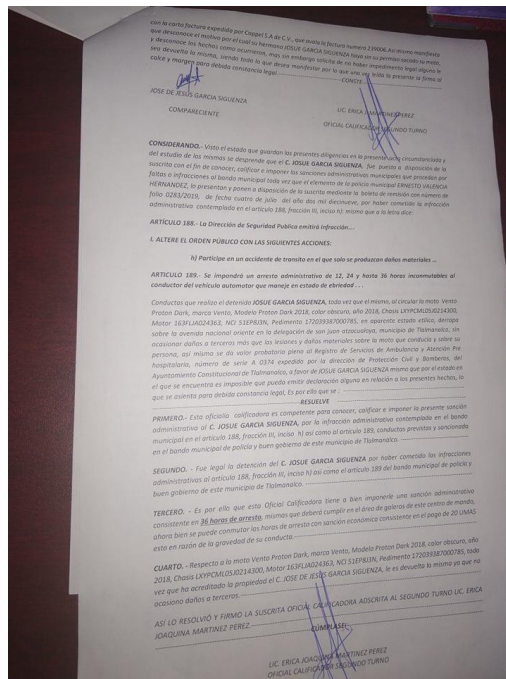 con la carta factura expedida por Coppel S.A de C.V., que avala la factura numero 239006. Asi mismo manifiesto
que desconoce el motivo por el cual su hermano JOSUE GARCIA SIGUENZA haya sin su permiso sacado su moto,
y desconoce los hechos como ocurrieron, mas sin embargo solicito de no haber impedimento legal alguno le
sea devuelta la misma, siendo todo lo que desea manifestar por lo que una vez leída la presente la firma al
calce y margen para debida constancia legal.
CONSTE
JOSE DE JESUS GARCIA SIGUENZA
COMPARECIENTE
LIC. ERICA J. MARTINEZ PEREZ
OFICIAL CALIFICADOR SEGUNDO TURNO
CONSIDERANDO.- Visto el estado que guardan las presentes diligencias en la presente acta circunstanciada y
del estudio de las mismas se desprende que el C. JOSUE GARCIA SIGUENZA, fue puesto a disposición de la
suscrita con el fin de conocer, calificar e imponer las sanciones administrativas municipales que proceden por
faltas o infracciones al bando municipal toda vez que el elemento de la policía municipal ERNESTO VALENCIA
HERNANDEZ, lo presentan y ponen a disposición de la suscrita mediante la boleta de remisión con número de
folio 0283/2019, de fecha cuatro de julio del año dos mil diecinueve, por haber cometido la infracción
administrativa contemplada en el artículo 188, fracción III, inciso h): misma que a la letra dice:
ARTÍCULO 188.- La Dirección de Seguridad Publica emitirá infracción....
I. ALTERE EL ORDEN PÚBLICO CON LAS SIGUIENTES ACCIONES:
h) Participe en un accidente de transito en el que solo se produzcan daños materiales ...
ARTICULO 189.- Se impondrá un arresto administrativo de 12, 24 y hasta 36 horas inconmutables al
conductor del vehículo automotor que maneje en estado de ebriedad . . .
Conductas que realizo el detenido JOSUE GARCIA SIGUENZA, toda vez que el mismo, al circular la moto Vento
Proton Dark, marca Vento, Modelo Proton Dark 2018, color obscuro, año 2018, Chasis LXYPCML05J0214300,
Motor 163FLJA024363, NCI S1EP8J3N, Pedimento 172039387000785, en aparente estado etílico, derrapa
sobre la avenida nacional oriente en la delegación de san juan atzacualoya, municipio de Tlalmanalco, sin
ocasionar daños a terceros más que las lesiones y daños materiales sobre la moto que conducía y sobre su
persona, así mismo se da valor probatoria plena al Registro de Servicios de Ambulancia y Atención Pre
hospitalaria, número de serie A 0374 expedido por la dirección de Protección Civil y Bomberos, del
Ayuntamiento Constitucional de Tlalmanalco, a favor de JOSUE GARCIA SIGUENZA mismo que por el estado en
el que se encuentra es imposible que pueda emitir declaración alguna en relación a los presentes hechos, lo
que se asienta para debida constancia legal, Es por ello que se .
RESUELVE
PRIMERO.- Esta oficialía calificadora es competente para conocer, calificar e imponer la presente sanción
administrativa al C. JOSUE GARCIA SIGUENZA, por la infracción administrativa contemplada en el bando
municipal en el artículo 188, fracción III, inciso h) así como al artículo 189, conductas previstas y sancionada
en el bando municipal de policía y buen gobierno de este municipio de Tlalmanalco.
SEGUNDO. - Fue legal la detención del C. JOSUE GARCIA SIGUENZA por haber cometido las infracciones
administrativas al artículo 188, fracción III, inciso h) así como el artículo 189 del bando municipal de policía y
buen gobierno de este municipio de Tlalmanalco.
TERCERO. - Es por ello que esta Oficial Calificadora tiene a bien imponerle una sanción administrativa
consistente en 36 horas de arresto, mismas que deberá cumplir en el área de galeras de este centro de mando,
ahora bien se puede conmutar las horas de arresto con sanción económica consistente en el pago de 20 UMAS
esto en razón de la gravedad de su conducta.
CUARTO. - Respecto a la moto Vento Proton Dark, marca Vento, Modelo Proton Dark 2018, color obscuro, año
2018, Chasis LXYPCML05J0214300, Motor 163FLJA024363, NCI S1EP8J3N, Pedimento 172039387000785, toda
vez que ha acreditado la propiedad el C. JOSE DE JESÚS GARCIA SIGUENZA, le es devuelta la misma ya que no
ocasiono daños a terceros.
ASÍ LO RESOLVIÓ Y FIRMO LA SUSCRITA OFICIAL CALIFICADORA ADSCRITA AL SEGUNDO TURNO LIC. ERICA
JOAQUINA MARTINEZ PEREZ.
CÚMPLASE
LIC. ERICA JOAQUINA MARTINEZ PEREZ
OFICIAL CALIFICADOR SEGUNDO TURNO